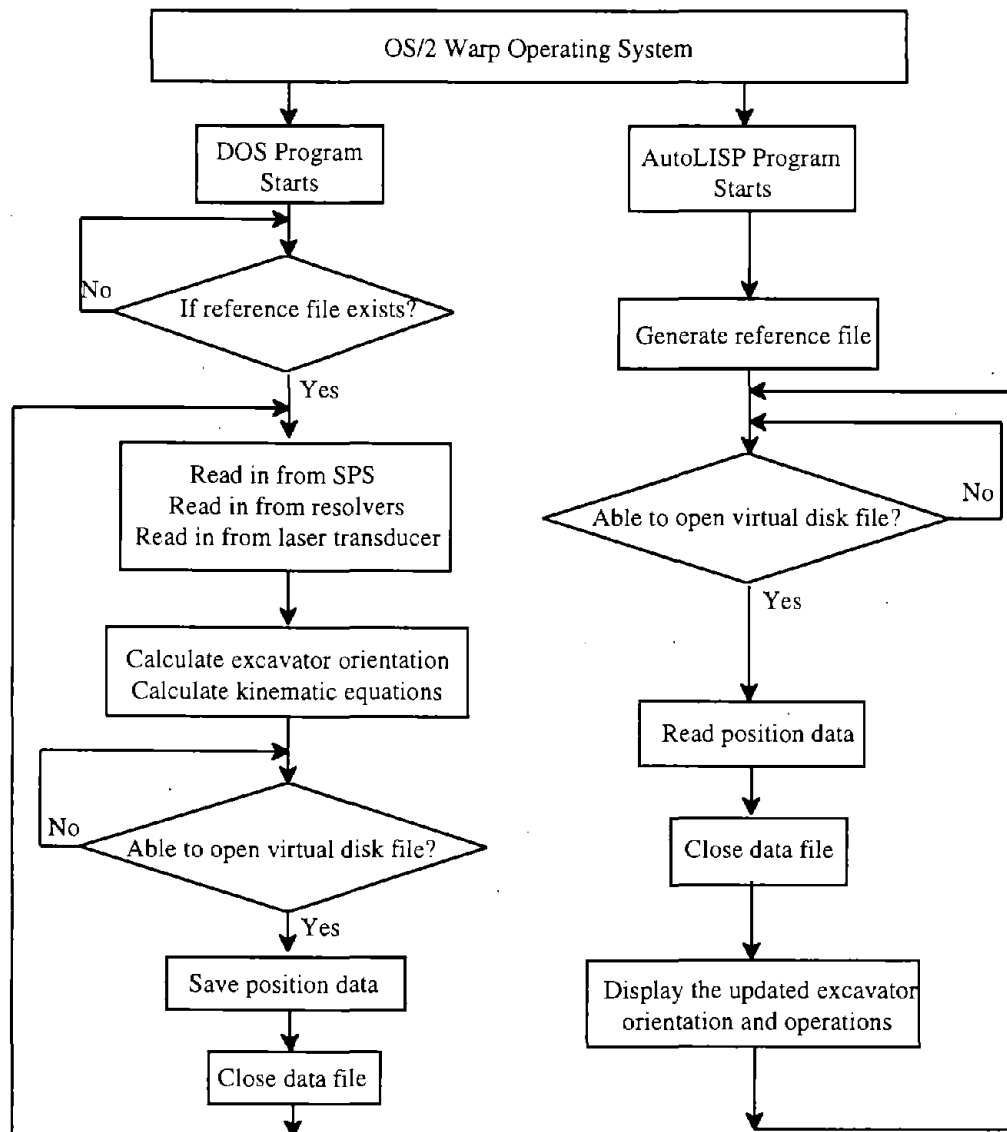 OS/2 Warp Operating System
DOS Program
Starts
No
If reference file exists?
Yes
Read in from SPS
Read in from resolvers
Read in from laser transducer
Calculate excavator orientation
Calculate kinematic equations
No
Able to open virtual disk file?
Yes
Save position data
Close data file
AutoLISP Program
Starts
Generate reference file
No
Able to open virtual disk file?
Yes
Read position data
Close data file
Display the updated excavator
orientation and operations